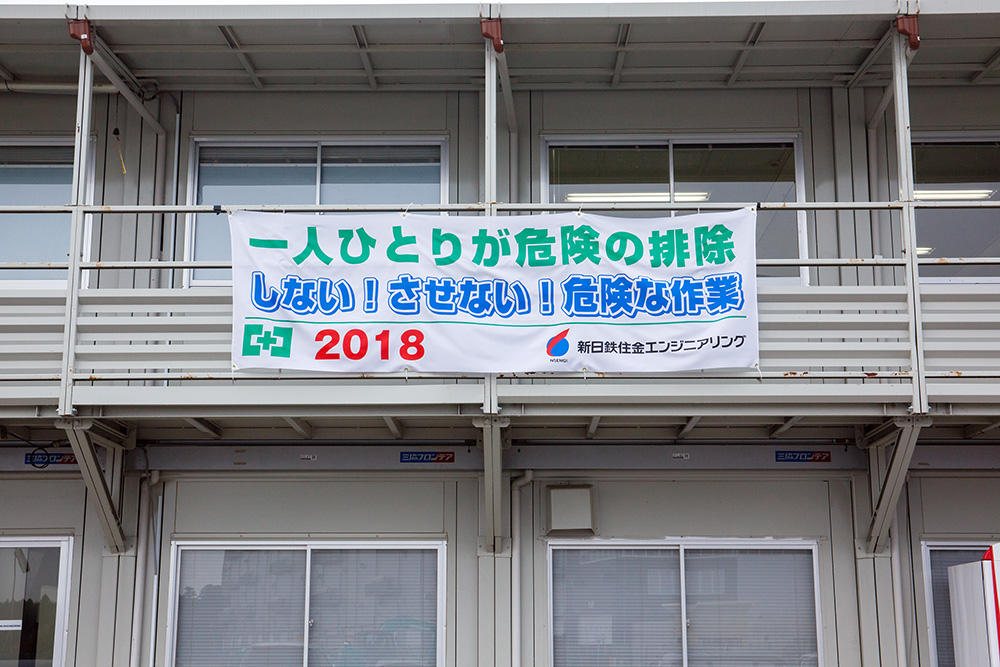 一人ひとりが危険の排除
しない！させない！危険な作業
2018
NSENGI
新日鉄住金エンジニアリング
三協フロンテア
三協フロンテア
三協フロンテア